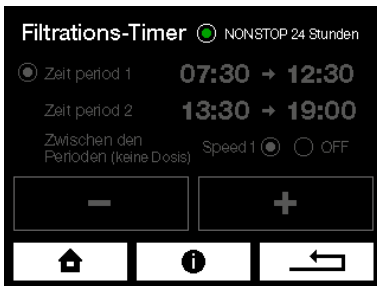 Filtrations-Timer NONSTOP 24 Stunden
Zeit period 1 07:30 → 12:30
Zeit period 2 13:30 → 19:00
Zwischen den
Perioden (keine Dosis) Speed 1 OFF